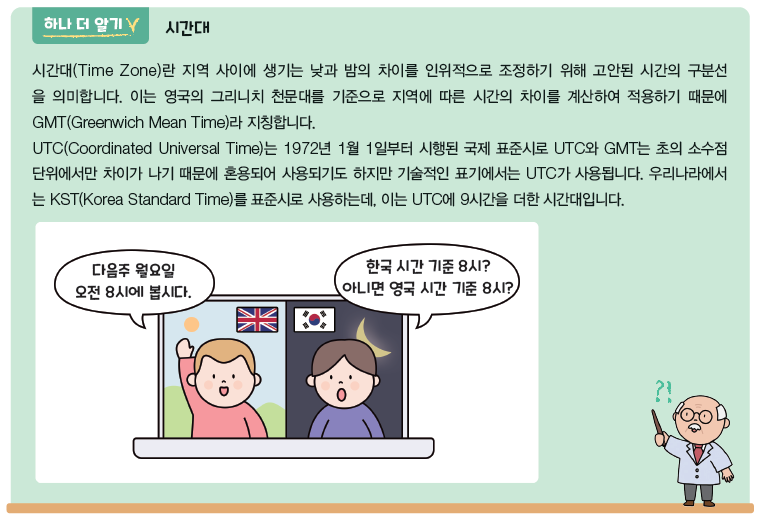 하나 더 알기
시간대
시간대(Time Zone)란 지역 사이에 생기는 낮과 밤의 차이를 인위적으로 조정하기 위해 고안된 시간의 구분선
을 의미합니다. 이는 영국의 그리니치 천문대를 기준으로 지역에 따른 시간의 차이를 계산하여 적용하기 때문에
GMT(Greenwich Mean Time)라 지칭합니다.
UTC(Coordinated Universal Time)는 1972년 1월 1일부터 시행된 국제 표준시로 UTC와 GMT는 초의 소수점
단위에서만 차이가 나기 때문에 혼용되어 사용되기도 하지만 기술적인 표기에서는 UTC가 사용됩니다. 우리나라에서
는 KST(Korea Standard Time)를 표준시로 사용하는데, 이는 UTC에 9시간을 더한 시간대입니다.
다음주 월요일
오전 8시에 봅시다.
한국 시간 기준 8시?
아니면 영국 시간 기준 8시?
?!